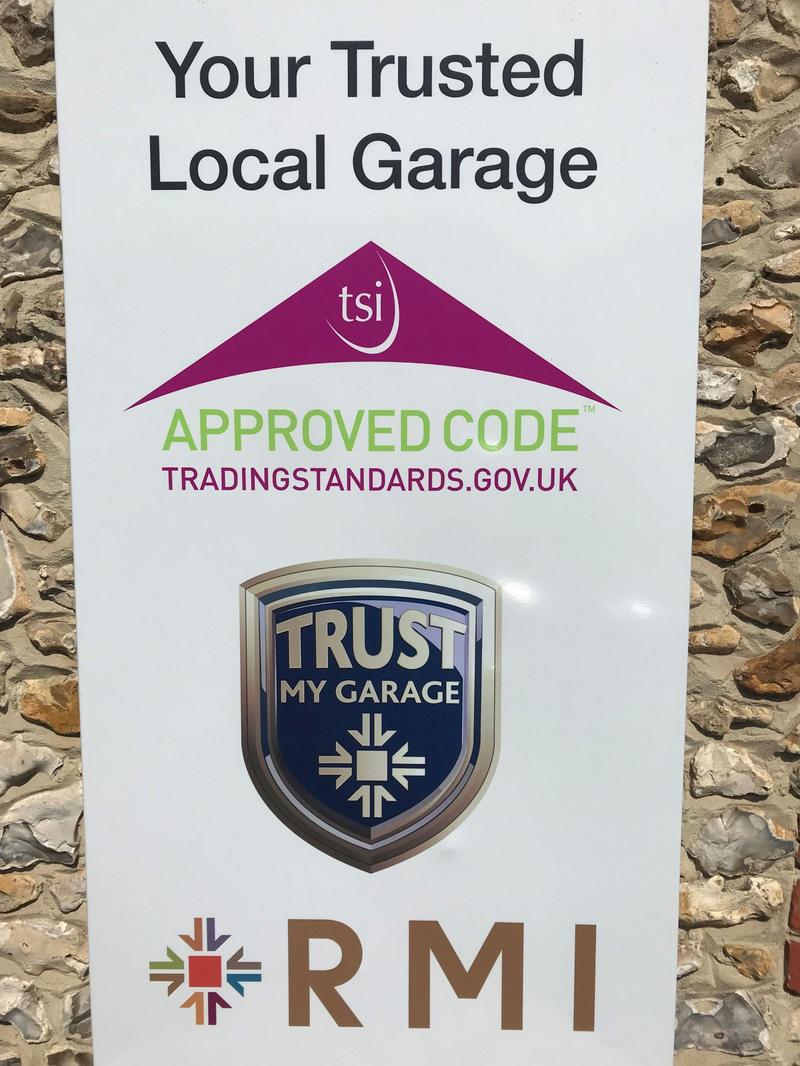 Your Trusted
Local Garage
tsi
APPROVED CODE™
TRADINGSTANDARDS.GOV.UK
TRUST
MY GARAGE
RMI